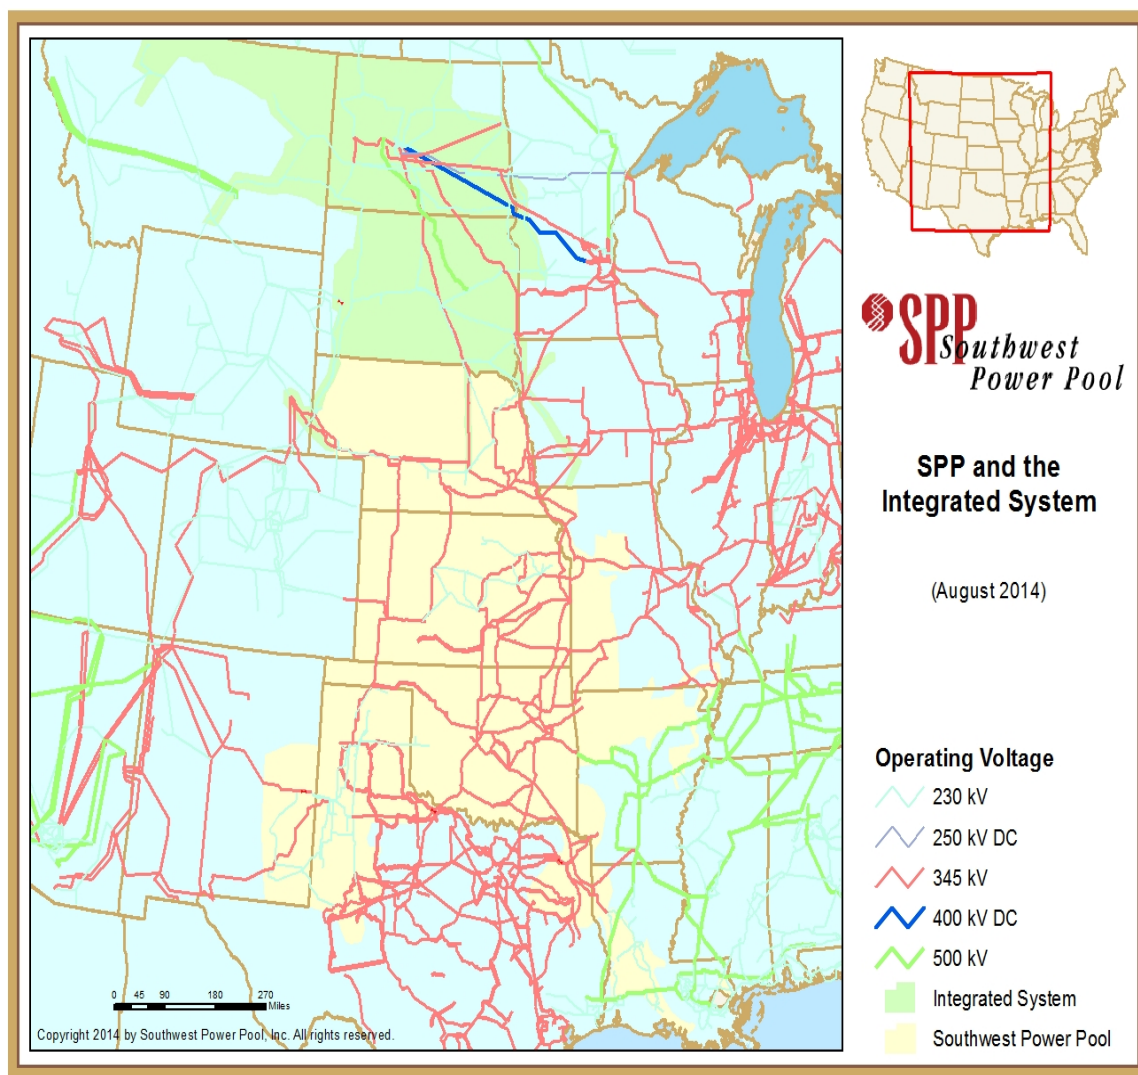 SPP
Southwest
Power Pool
SPP and the
Integrated System
(August 2014)
Operating Voltage
230 kV
250 kV DC
345 kV
400 kV DC
500 kV
Integrated System
Southwest Power Pool
0 45 90 180 270
Miles
Copyright 2014 by Southwest Power Pool, Inc. All rights reserved.